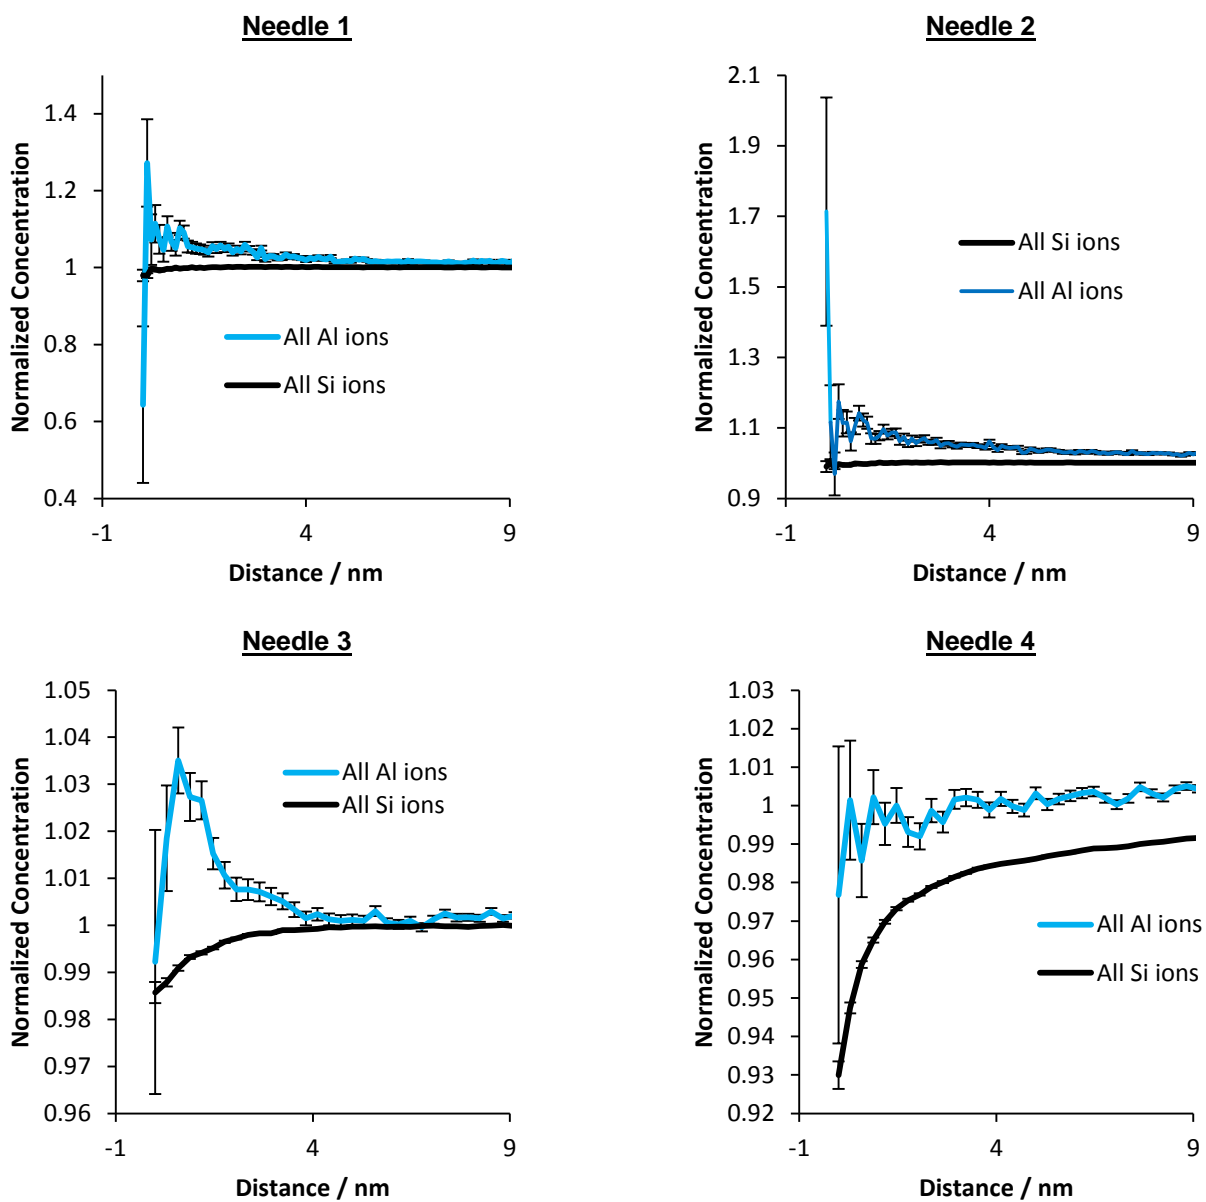 Needle 1
Normalized Concentration
1.4
1.2
1
0.8
0.6
0.4
-1
4
9
All Al ions
All Si ions
Distance / nm
Needle 2
Normalized Concentration
2.1
1.9
1.7
1.5
1.3
1.1
0.9
-1
4
9
All Si ions
All Al ions
Distance / nm
Needle 3
Normalized Concentration
1.05
1.04
1.03
1.02
1.01
1
0.99
0.98
0.97
0.96
-1
4
9
All Al ions
All Si ions
Distance / nm
Needle 4
Normalized Concentration
1.03
1.02
1.01
1
0.99
0.98
0.97
0.96
0.95
0.94
0.93
0.92
-1
4
9
All Al ions
All Si ions
Distance / nm